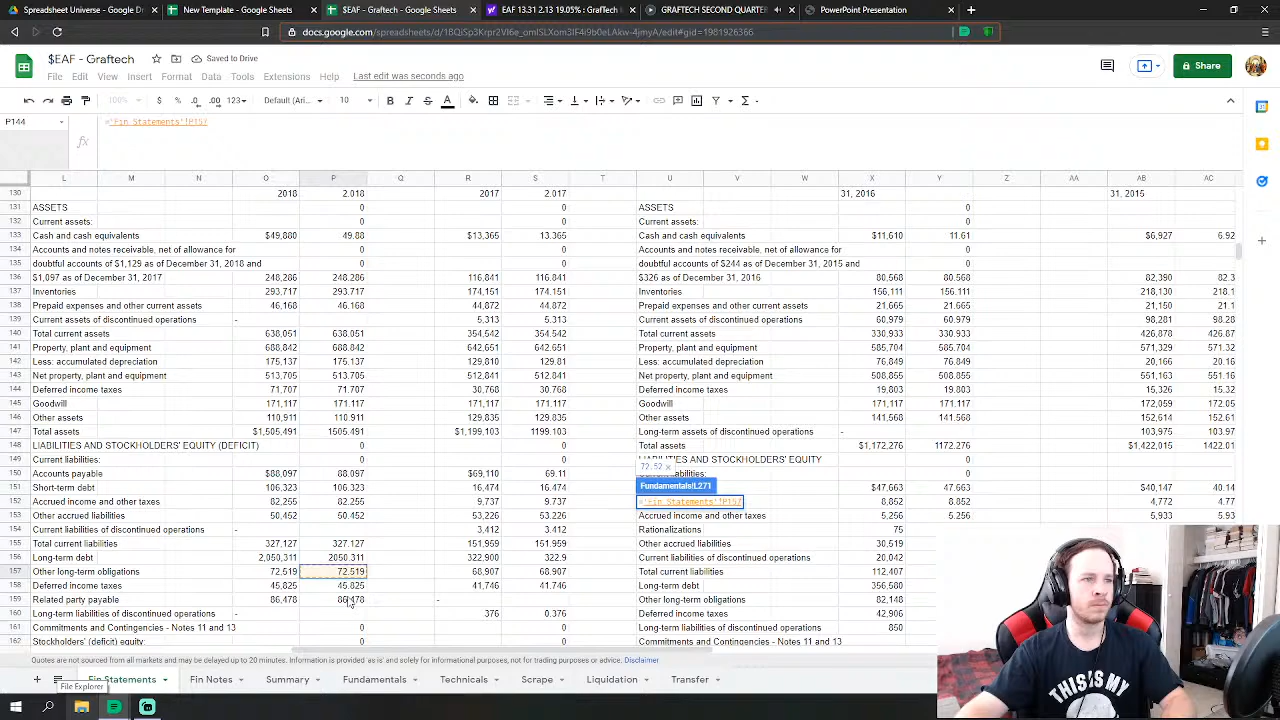 Spreadsheet Universe - Google D
New Template - Google Sheets
$EAF - Graftech - Google Sheets
EAF 13.31 2.13 19.05% : GrafTech
GRAFTECH SECOND QUARTER
PowerPoint Presentation
docs.google.com/spreadsheets/d/18QiSp3Krpr2VI6e_omlSLXom3IF4i9b0eLAkw-4jmyA/edit#gid=1981926366
$EAF - Graftech
Saved to Drive
File Edit View Insert Format Data Tools Extensions Help Last edit was seconds ago
Share
100% $ % .0 .00 123 Default (Ari... 10 B I S A
P144
='Fin Statements'!P157
L M N O P Q R S T U V W X Y Z AA AB AC
130 2018 2.018 2017 2.017 31, 2016 31, 2015
131 ASSETS 0 0 ASSETS 0
132 Current assets: 0 0 Current assets: 0
133 Cash and cash equivalents $49,880 49.88 $13,365 13.365 Cash and cash equivalents $11,610 11.61 $6,927 6.92
134 Accounts and notes receivable, net of allowance for 0 0 Accounts and notes receivable, net of allowance for 0
135 doubtful accounts of $1,129 as of December 31, 2018 and 0 0 doubtful accounts of $244 as of December 31, 2015 and 0
136 $1,097 as of December 31, 2017 248,286 248.286 116,841 116.841 $326 as of December 31, 2016 80,568 80.568 82,390 82.3
137 Inventories 293,717 293.717 174,151 174.151 Inventories 156,111 156.111 218,130 218.1
138 Prepaid expenses and other current assets 46,168 46.168 44,872 44.872 Prepaid expenses and other current assets 21,665 21.665 21,150 21.1
139 Current assets of discontinued operations - 5,313 5.313 Current assets of discontinued operations 60,979 60.979 98,281 98.28
140 Total current assets 638,051 638.051 354,542 354.542 Total current assets 330,933 330.933 426,878 426.87
141 Property, plant and equipment 688,842 688.842 642,651 642.651 Property, plant and equipment 585,704 585.704 571,329 571.32
142 Less: accumulated depreciation 175,137 175.137 129,810 129.81 Less: accumulated depreciation 76,849 76.849 20,166 20.16
143 Net property, plant and equipment 513,705 513.705 512,841 512.841 Net property, plant and equipment 508,855 508.855 551,163 551.16
144 Deferred income taxes 71,707 71.707 30,768 30.768 Deferred income taxes 19,803 19.803 15,326 15.32
145 Goodwill 171,117 171.117 171,117 171.117 Goodwill 171,117 171.117 172,059 172.05
146 Other assets 110,911 110.911 129,835 129.835 Other assets 141,568 141.568 152,614 152.61
147 Total assets $1,505,491 1505.491 $1,199,103 1199.103 Long-term assets of discontinued operations - 103,975 103.97
148 LIABILITIES AND STOCKHOLDERS' EQUITY (DEFICIT) 0 0 Total assets $1,172,276 1172.276 $1,422,015 1422.01
149 Current liabilities: 0 0 LIABILITIES AND STOCKHOLDERS' EQUITY 0
72.52 ×
150 Accounts payable $88,097 88.097 $69,110 69.11 liabilities: 0
151 Short-term debt 106,323 106.323 16,474 16.474 Fundamentals!L271 $47,663 47.663 $40,147 40.14
Accrued income and other taxes 82,255 82.255 9,737 9.737 ='Fin Statements'!P157 8,852 8.852 4,772 4.77
Other accrued liabilities 50,452 50.452 53,226 53.226 Accrued income and other taxes 5,256 5.256 5,933 5.93
154 Current liabilities of discontinued operations - 3,412 3.412 Rationalizations 75
155 Total current liabilities 327,127 327.127 151,959 151.959 Other accrued liabilities 30,519
156 Long-term debt 2,050,311 2050.311 322,900 322.9 Current liabilities of discontinued operations 20,042
157 Other long-term obligations 72,519 72.519 68,907 68.907 Total current liabilities 112,407
158 Deferred income taxes 45,825 45.825 41,746 41.746 Long-term debt 356,580
159 Related party payable 86,478 86.478 - Other long-term obligations 82,148
Long-term liabilities of discontinued operations - 376 0.376 Deferred income taxes 42,906
161 Commitments and Contingencies - Notes 11 and 13 0 0 Long-term liabilities of discontinued operations 850
162 Stockholders' (deficit) equity: 0 0 Commitments and Contingencies - Notes 11 and 13
Quotes are not sourced from all markets and may be delayed up to 20 minutes. Information is provided 'as is' and solely for informational purposes, not for trading purposes or advice. Disclaimer
Fin Statements Fin Notes Summary Fundamentals Technicals Scrape Liquidation Transfer
File Explorer
THIS IS MY